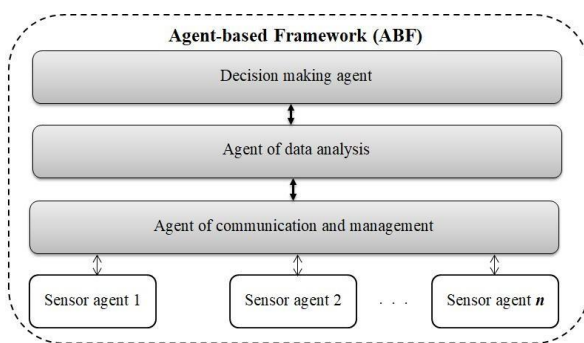 Agent-based Framework (ABF)
Decision making agent
Agent of data analysis
Agent of communication and management
Sensor agent 1 Sensor agent 2 . . . Sensor agent n